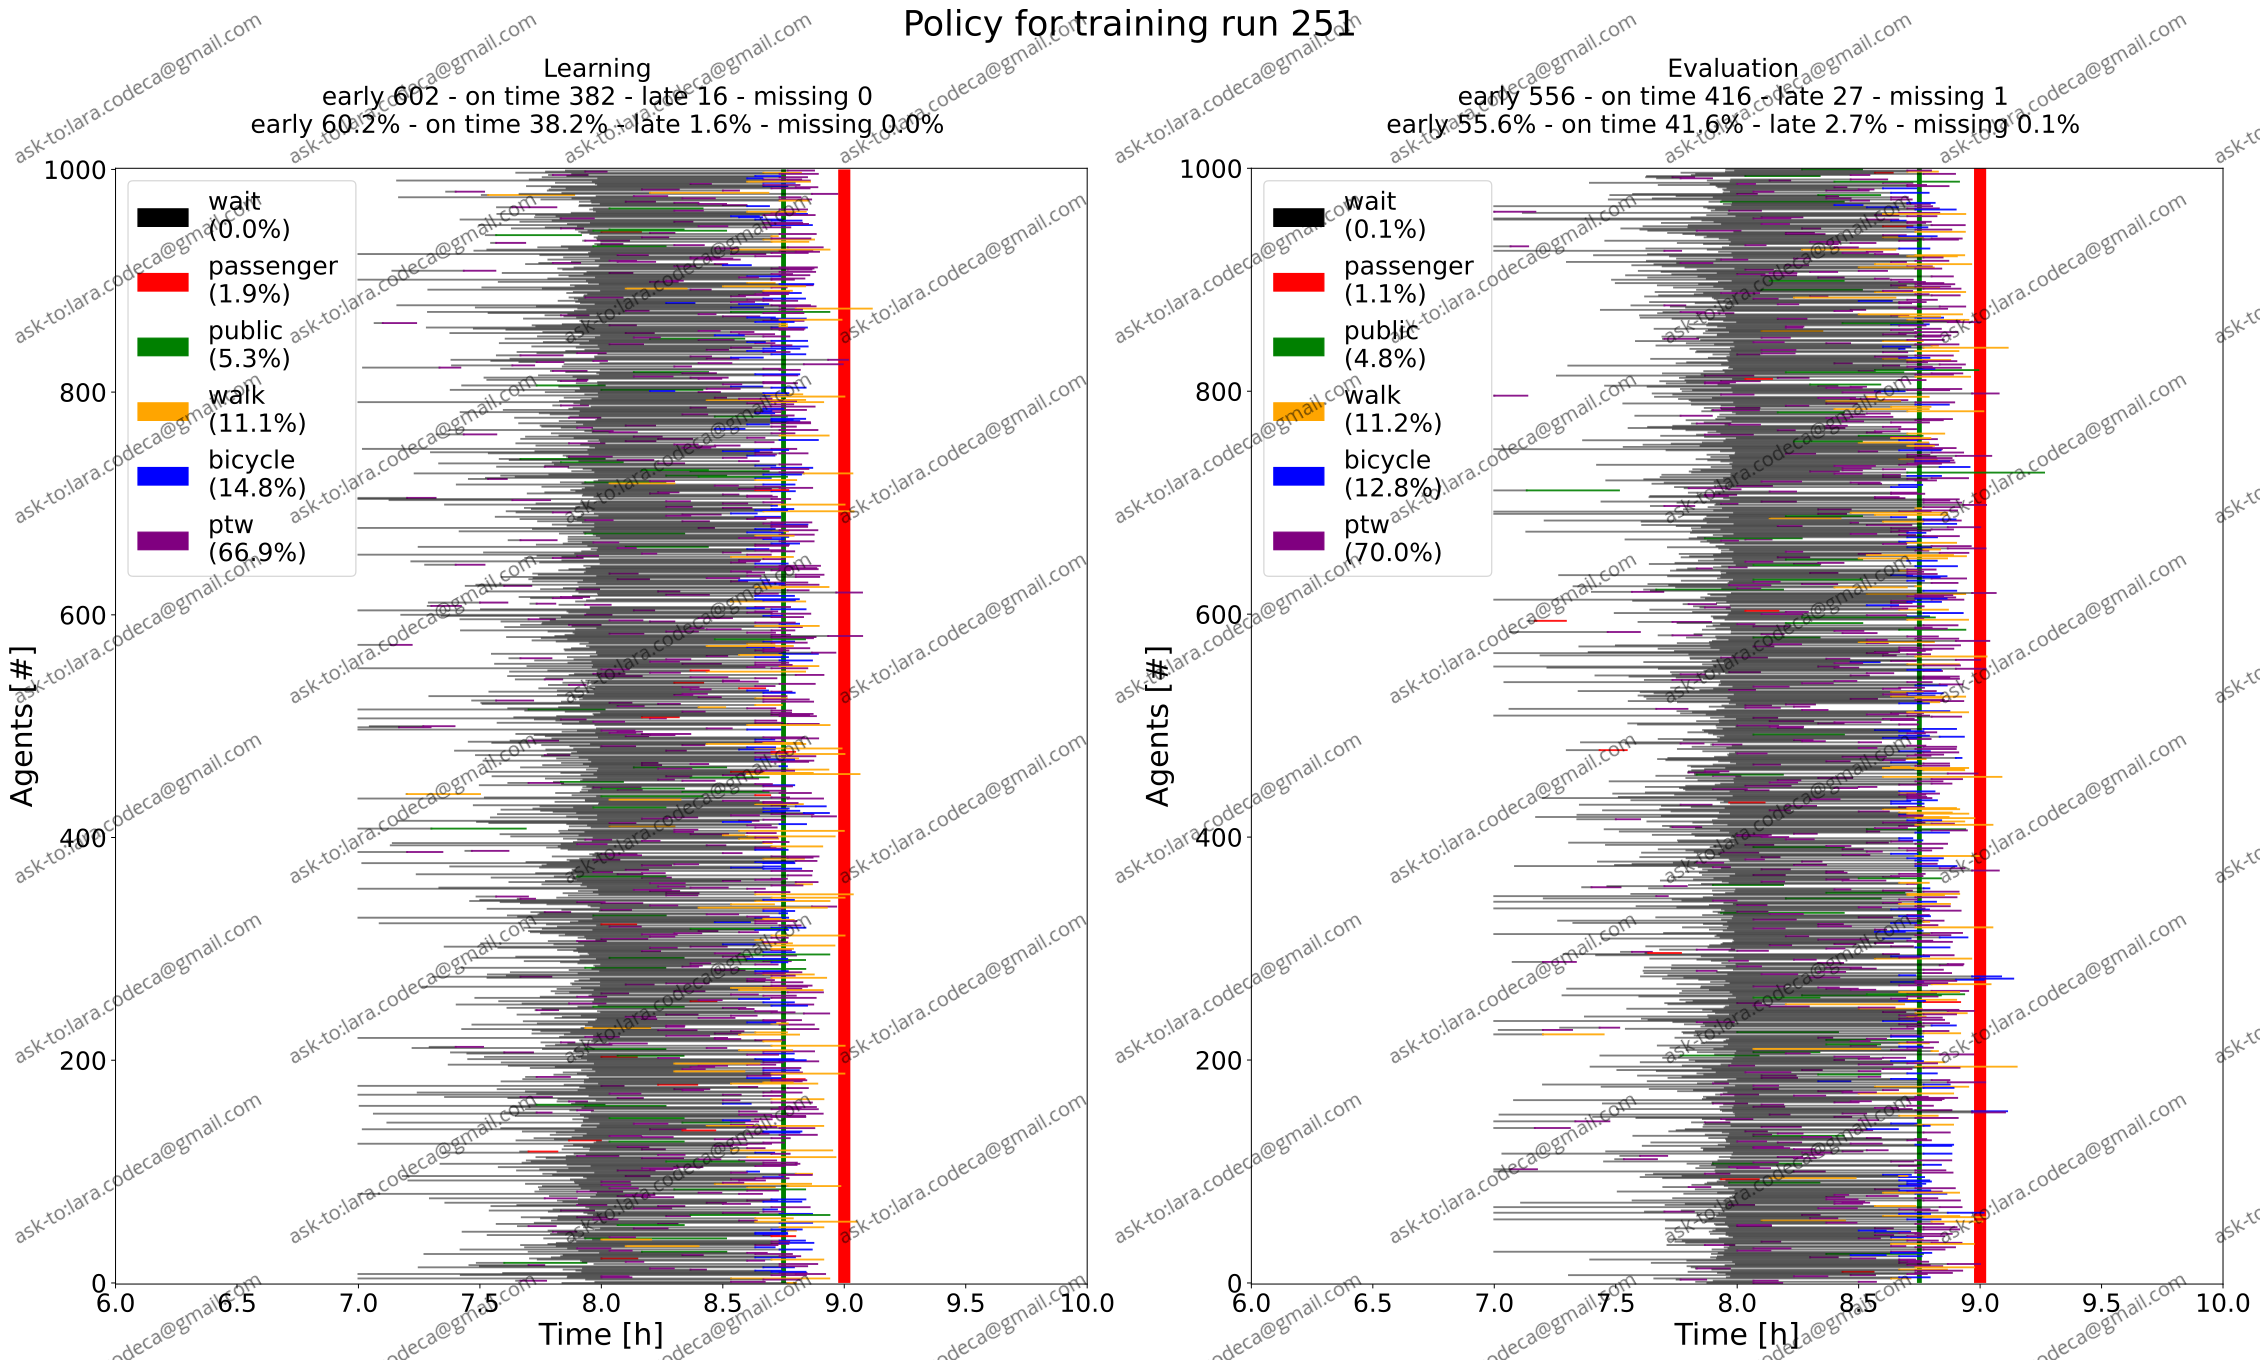 Policy for training run 251
Learning
early 602 - on time 382 - late 16 - missing 0
early 60.2% - on time 38.2% - late 1.6% - missing 0.0%
1000
800
600
400
200
0
Agents [#]
wait
(0.0%)
passenger
(1.9%)
public
(5.3%)
walk
(11.1%)
bicycle
(14.8%)
ptw
(66.9%)
6.0 6.5 7.0 7.5 8.0 8.5 9.0 9.5 10.0
Time [h]
Evaluation
early 556 - on time 416 - late 27 - missing 1
early 55.6% - on time 41.6% - late 2.7% - missing 0.1%
1000
800
600
400
200
0
Agents [#]
wait
(0.1%)
passenger
(1.1%)
public
(4.8%)
walk
(11.2%)
bicycle
(12.8%)
ptw
(70.0%)
6.0 6.5 7.0 7.5 8.0 8.5 9.0 9.5 10.0
Time [h]
ask-to:lara.codeca@gmail.com